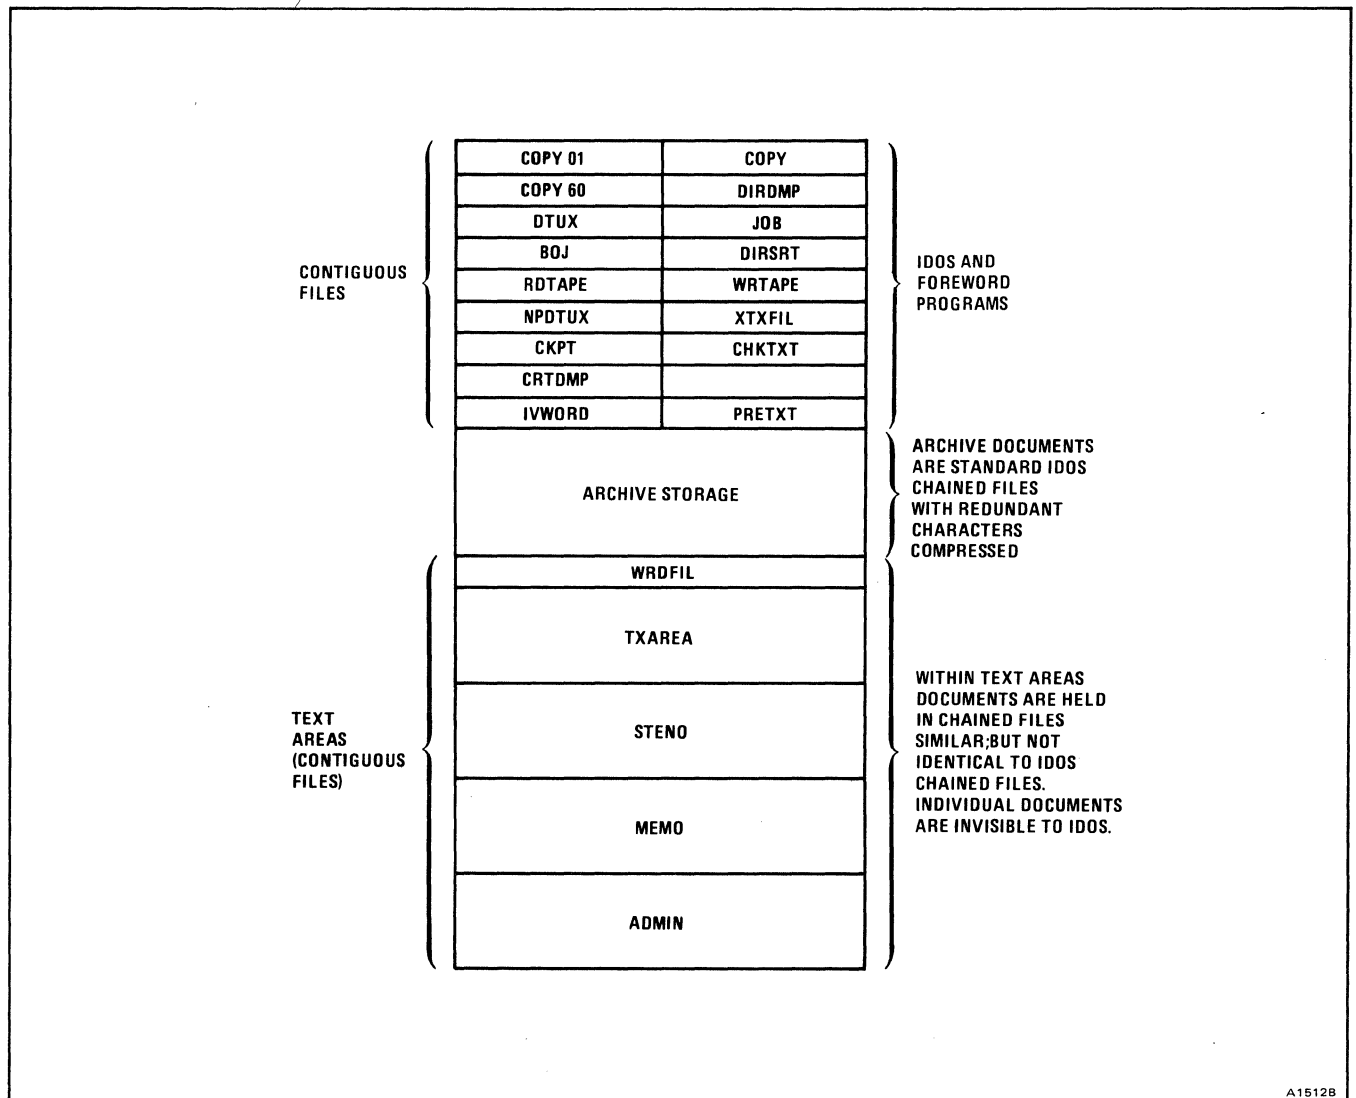 COPY 01 COPY
COPY 60 DIRDMP
DTUX JOB
BOJ DIRSRT
RDTAPE WRTAPE
NPDTUX XTXFIL
CKPT CHKTXT
CRTDMP
IVWORD PRETXT
CONTIGUOUS
FILES
IDOS AND
FOREWORD
PROGRAMS
ARCHIVE STORAGE
ARCHIVE DOCUMENTS
ARE STANDARD IDOS
CHAINED FILES
WITH REDUNDANT
CHARACTERS
COMPRESSED
WRDFIL
TXAREA
STENO
MEMO
ADMIN
TEXT
AREAS
(CONTIGUOUS
FILES)
WITHIN TEXT AREAS
DOCUMENTS ARE HELD
IN CHAINED FILES
SIMILAR;BUT NOT
IDENTICAL TO IDOS
CHAINED FILES.
INDIVIDUAL DOCUMENTS
ARE INVISIBLE TO IDOS.
A1512B